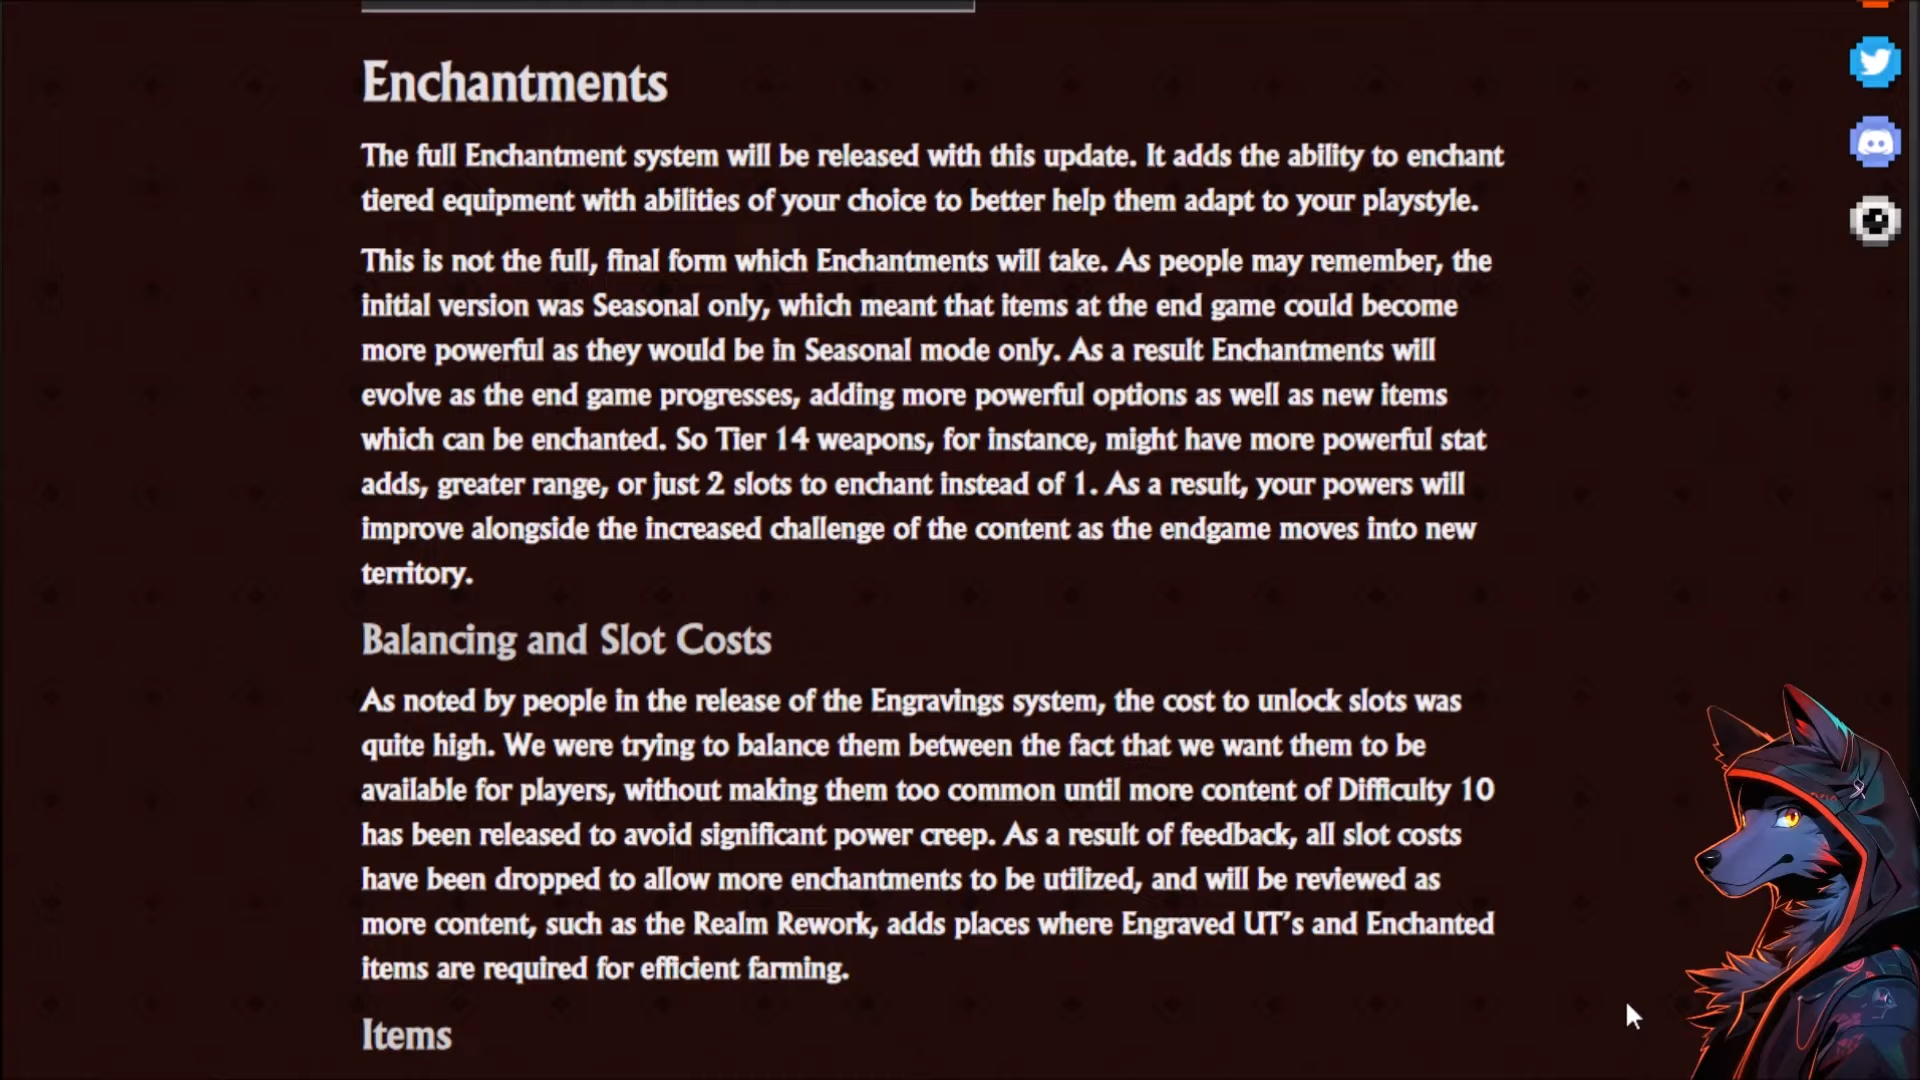 Enchantments
The full Enchantment system will be released with this update. It adds the ability to enchant
tiered equipment with abilities of your choice to better help them adapt to your playstyle.
This is not the full, final form which Enchantments will take. As people may remember, the
initial version was Seasonal only, which meant that items at the end game could become
more powerful as they would be in Seasonal mode only. As a result Enchantments will
evolve as the end game progresses, adding more powerful options as well as new items
which can be enchanted. So Tier 14 weapons, for instance, might have more powerful stat
adds, greater range, or just 2 slots to enchant instead of 1. As a result, your powers will
improve alongside the increased challenge of the content as the endgame moves into new
territory.
Balancing and Slot Costs
As noted by people in the release of the Engravings system, the cost to unlock slots was
quite high. We were trying to balance them between the fact that we want them to be
available for players, without making them too common until more content of Difficulty 10
has been released to avoid significant power creep. As a result of feedback, all slot costs
have been dropped to allow more enchantments to be utilized, and will be reviewed as
more content, such as the Realm Rework, adds places where Engraved UT's and Enchanted
items are required for efficient farming.
Items